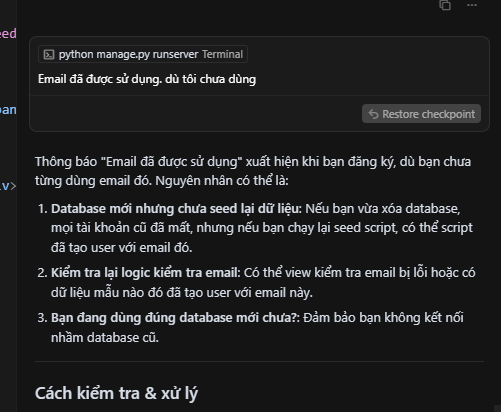 eed
python manage.py runserver Terminal
Email đã được sử dụng. dù tôi chưa dùng
pan
Restore checkpoint
Thông báo "Email đã được sử dụng" xuất hiện khi bạn đăng ký, dù bạn chưa
từng dùng email đó. Nguyên nhân có thể là:
v>
1. Database mới nhưng chưa seed lại dữ liệu: Nếu bạn vừa xóa database,
mọi tài khoản cũ đã mất, nhưng nếu bạn chạy lại seed script, có thể script
đã tạo user với email đó.
2. Kiểm tra lại logic kiểm tra email: Có thể view kiểm tra email bị lỗi hoặc có
dữ liệu mẫu nào đó đã tạo user với email này.
3. Bạn đang dùng đúng database mới chưa?: Đảm bảo bạn không kết nối
nhầm database cũ.
Cách kiểm tra & xử lý